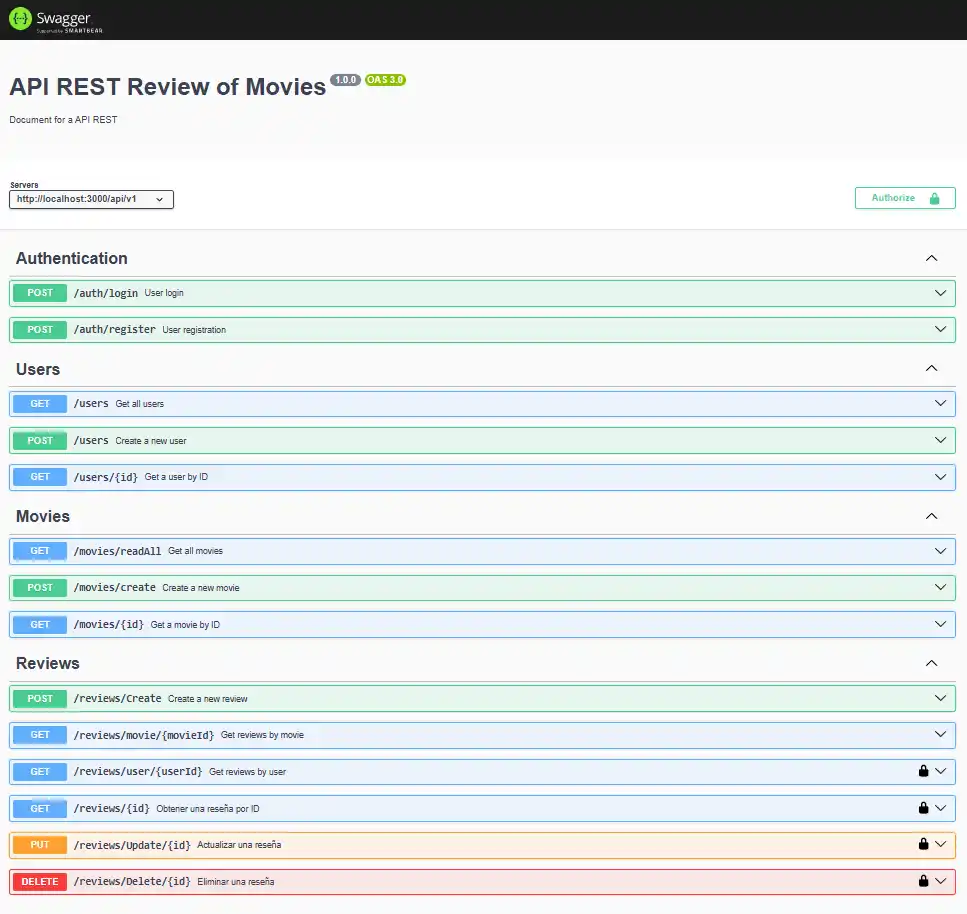 Swagger
Supported by SMARTBEAR
API REST Review of Movies 1.0.0 OAS 3.0
Document for a API REST
Servers
http://localhost:3000/api/v1
Authorize
Authentication
POST /auth/login User login
POST /auth/register User registration
Users
GET /users Get all users
POST /users Create a new user
GET /users/{id} Get a user by ID
Movies
GET /movies/readAll Get all movies
POST /movies/create Create a new movie
GET /movies/{id} Get a movie by ID
Reviews
POST /reviews/Create Create a new review
GET /reviews/movie/{movieId} Get reviews by movie
GET /reviews/user/{userId} Get reviews by user
GET /reviews/{id} Obtener una reseña por ID
PUT /reviews/Update/{id} Actualizar una reseña
DELETE /reviews/Delete/{id} Eliminar una reseña